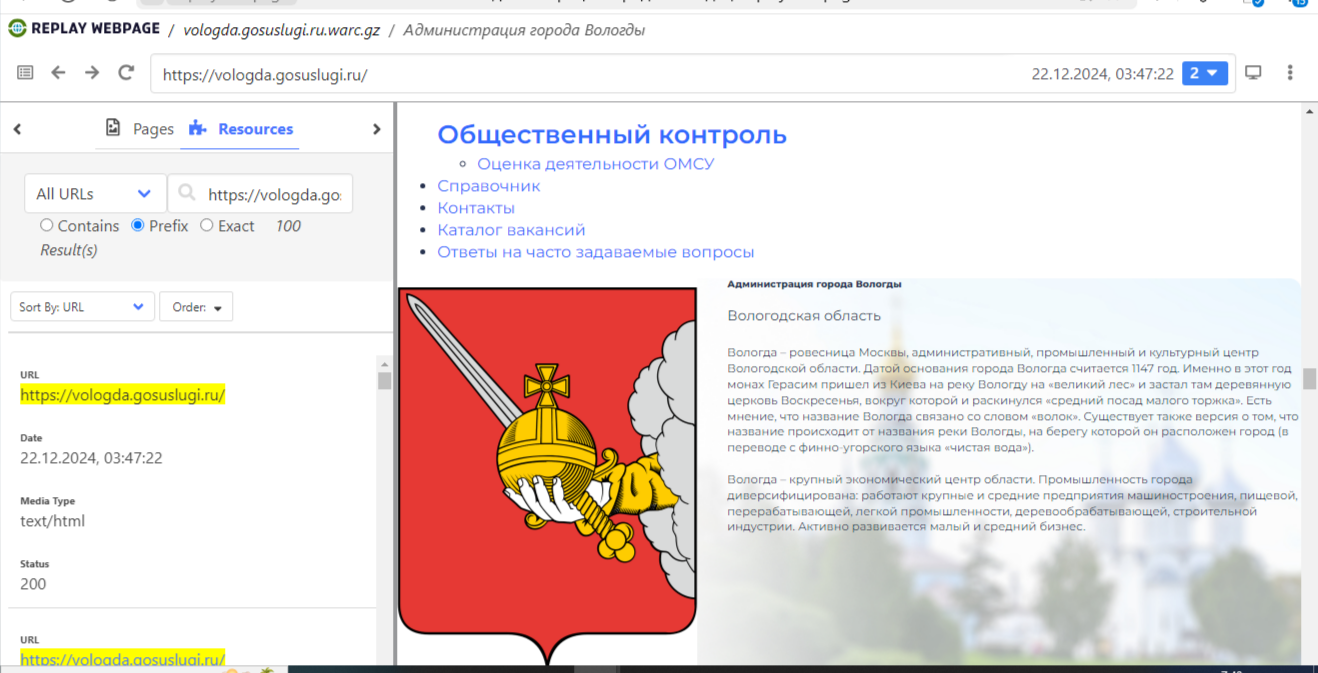 REPLAY WEBPAGE / vologda.gosuslugi.ru.warc.gz / Администрация города Вологды
https://vologda.gosuslugi.ru/
22.12.2024, 03:47:22
2
Pages
Resources
All URLs
https://vologda.go
Contains Prefix Exact 100
Result(s)
Sort By: URL
Order:
URL
https://vologda.gosuslugi.ru/
Date
22.12.2024, 03:47:22
Media Type
text/html
Status
200
URL
https://vologda.gosuslugi.ru/
Общественный контроль
Оценка деятельности ОМСУ
Справочник
Контакты
Каталог вакансий
Ответы на часто задаваемые вопросы
Администрация города Вологды
Вологодская область
Вологда – ровесница Москвы, административный, промышленный и культурный центр
Вологодской области. Датой основания города Вологда считается 1147 год. Именно в этот год
монах Герасим пришел из Киева на реку Вологду на «великий лес» и застал там деревянную
церковь Воскресенья, вокруг которой и раскинулся «средний посад малого торжка». Есть
мнение, что название Вологда связано со словом «волок». Существует также версия о том, что
название происходит от названия реки Вологды, на берегу которой он расположен город (в
переводе с финно-угорского языка «чистая вода»).
Вологда – крупный экономический центр области. Промышленность города
диверсифицирована: работают крупные и средние предприятия машиностроения, пищевой,
перерабатывающей, легкой промышленности, деревообрабатывающей, строительной
индустрии. Активно развивается малый и средний бизнес.